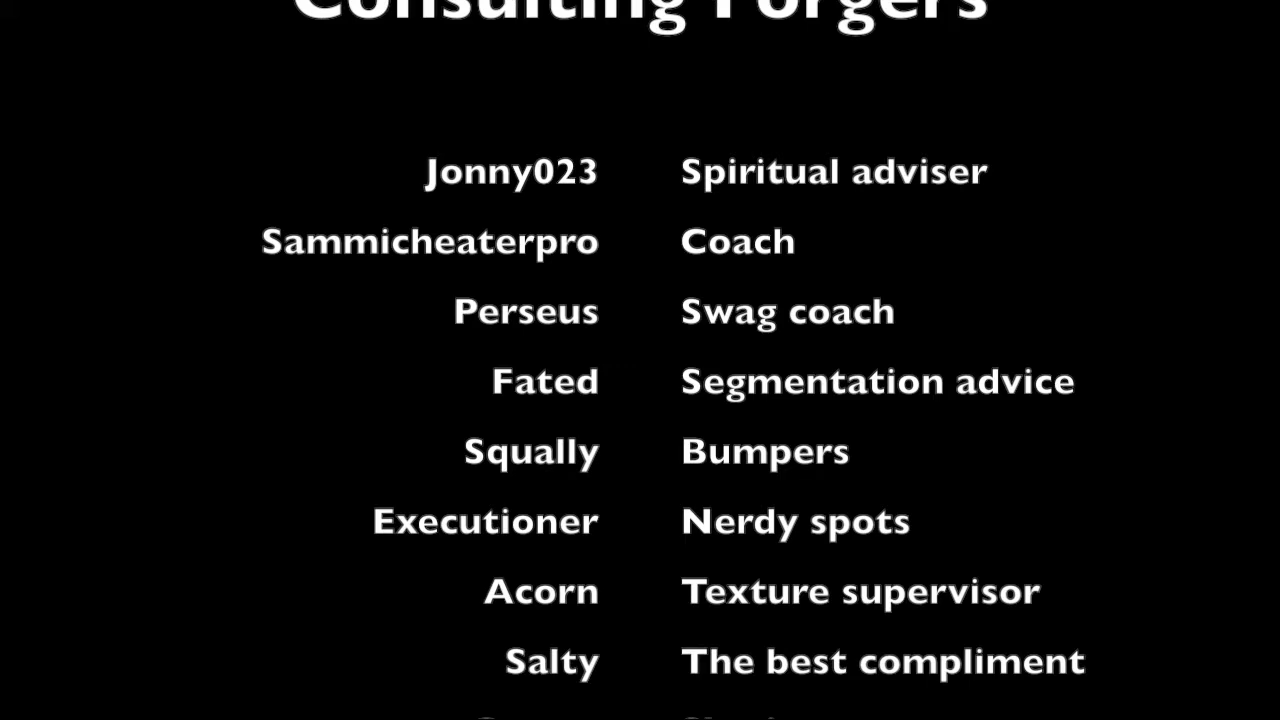 Consulting Forgers
Jonny023 Spiritual adviser
Sammicheaterpro Coach
Perseus Swag coach
Fated Segmentation advice
Squally Bumpers
Executioner Nerdy spots
Acorn Texture supervisor
Salty The best compliment